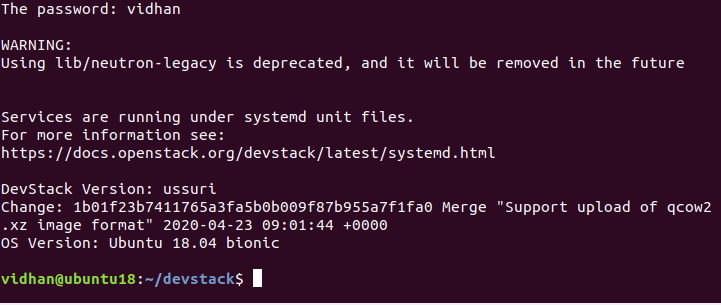 The password: vidhan
WARNING:
Using lib/neutron-legacy is deprecated, and it will be removed in the future
Services are running under systemd unit files.
For more information see:
https://docs.openstack.org/devstack/latest/systemd.html
DevStack Version: ussuri
Change: 1b01f23b7411765a3fa5b0b009f87b955a7f1fa0 Merge "Support upload of qcow2
.xz image format" 2020-04-23 09:01:44 +0000
OS Version: Ubuntu 18.04 bionic
vidhan@ubuntu18:~/devstack$